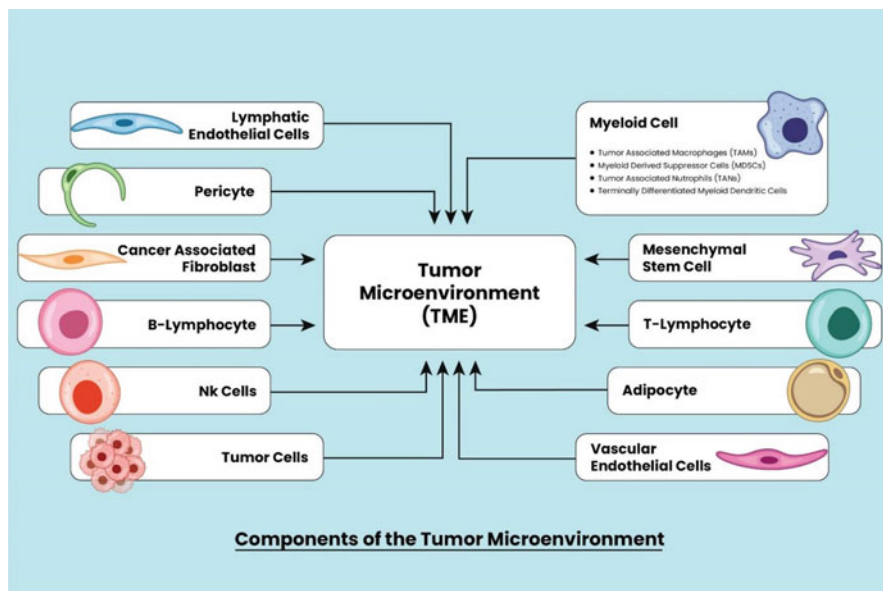 Lymphatic
Endothelial Cells
Pericyte
Cancer Associated
Fibroblast
B-Lymphocyte
Nk Cells
Tumor Cells
Tumor
Microenvironment
(TME)
Myeloid Cell
• Tumor Associated Macrophages (TAMs)
• Myeloid Derived Suppressor Cells (MDSCs)
• Tumor Associated Nutrophils (TANs)
• Terminally Differentiated Myeloid Dendritic Cells
Mesenchymal
Stem Cell
T-Lymphocyte
Adipocyte
Vascular
Endothelial Cells
Components of the Tumor Microenvironment